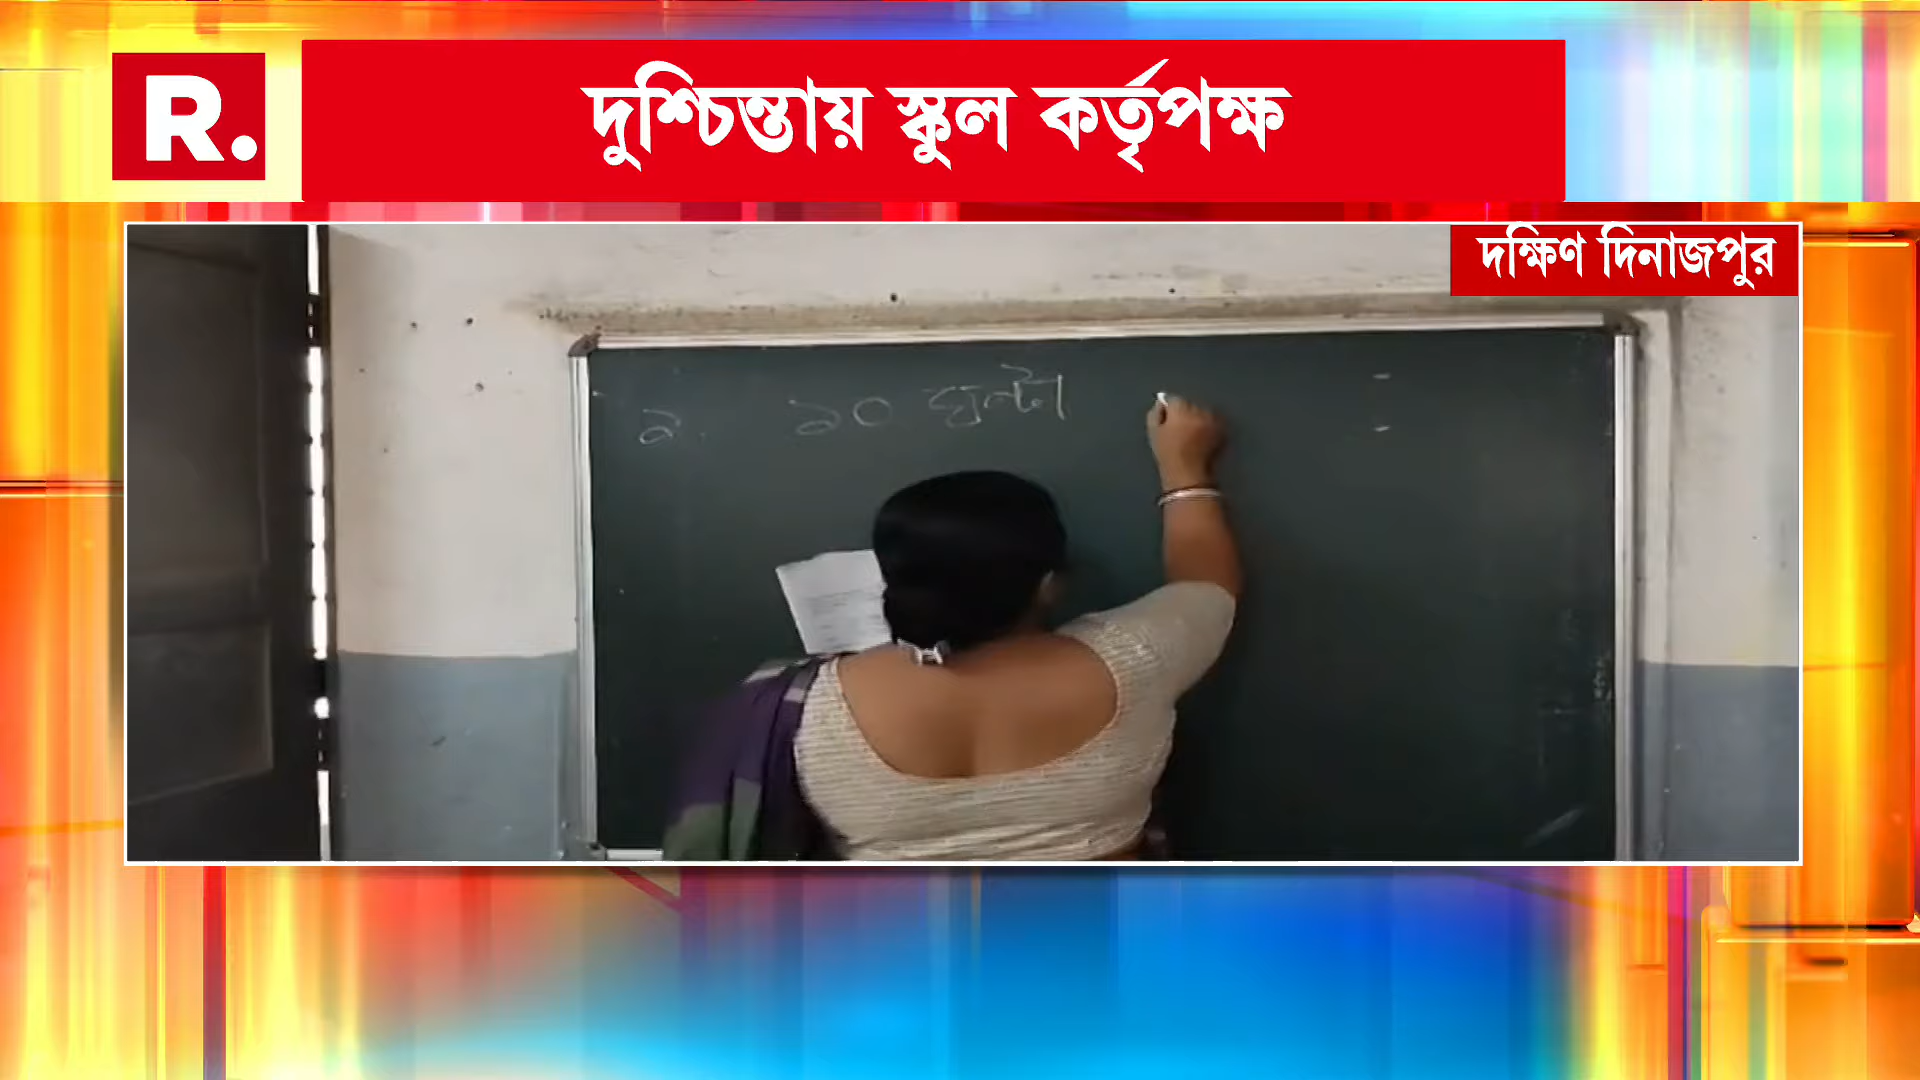 R.
দুশ্চিন্তায় স্কুল কর্তৃপক্ষ
দক্ষিণ দিনাজপুর
২. ১০ ঘন্টা